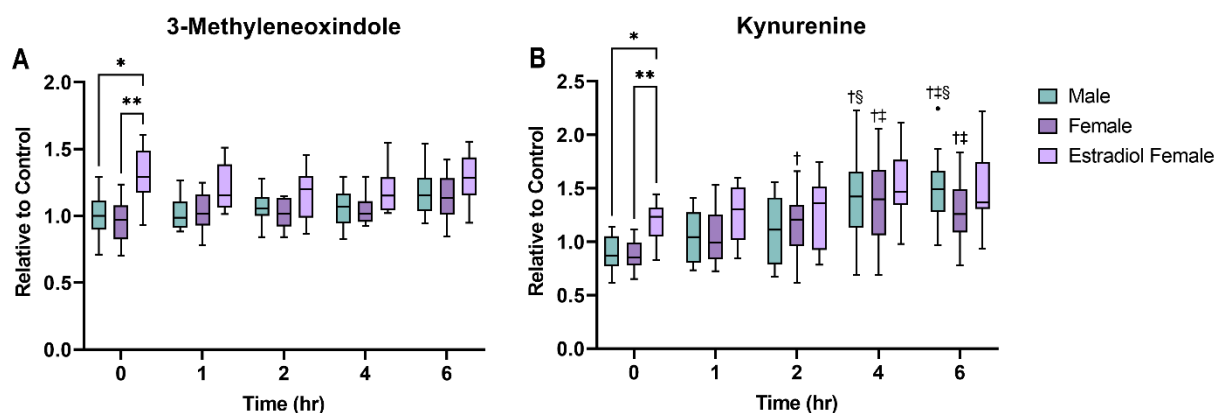 3-Methyleneoxindole
A
*
**
2.0
1.5
1.0
0.5
0.0
Relative to Control
0 1 2 4 6
Time (hr)
Kynurenine
B
*
**
†§
†‡
†
†‡§
†‡
2.5
2.0
1.5
1.0
0.5
0.0
Relative to Control
0 1 2 4 6
Time (hr)
Male
Female
Estradiol Female